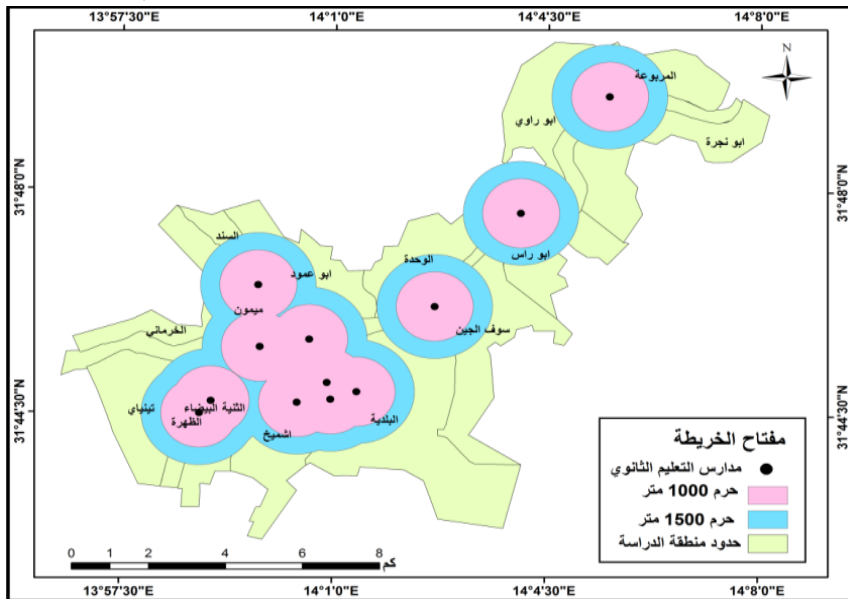 13°57'30"E 14°1'0"E 14°4'30"E 14°8'0"E
N
المربوعة
ابو راوي
ابو نجرة
31°48'0"N 31°48'0"N
السند
ابو عمود
الوحدة
ابو راس
ميمون
الخرماني
سوف الجين
تينياي
الثنية البيضاء
الظهرة
اشميخ
البلدية
31°44'30"N 31°44'30"N
مفتاح الخريطة
مدارس التعليم الثانوي
حرم 1000 متر
حرم 1500 متر
حدود منطقة الدراسة
0 1 2 4 6 8
كم
13°57'30"E 14°1'0"E 14°4'30"E 14°8'0"E